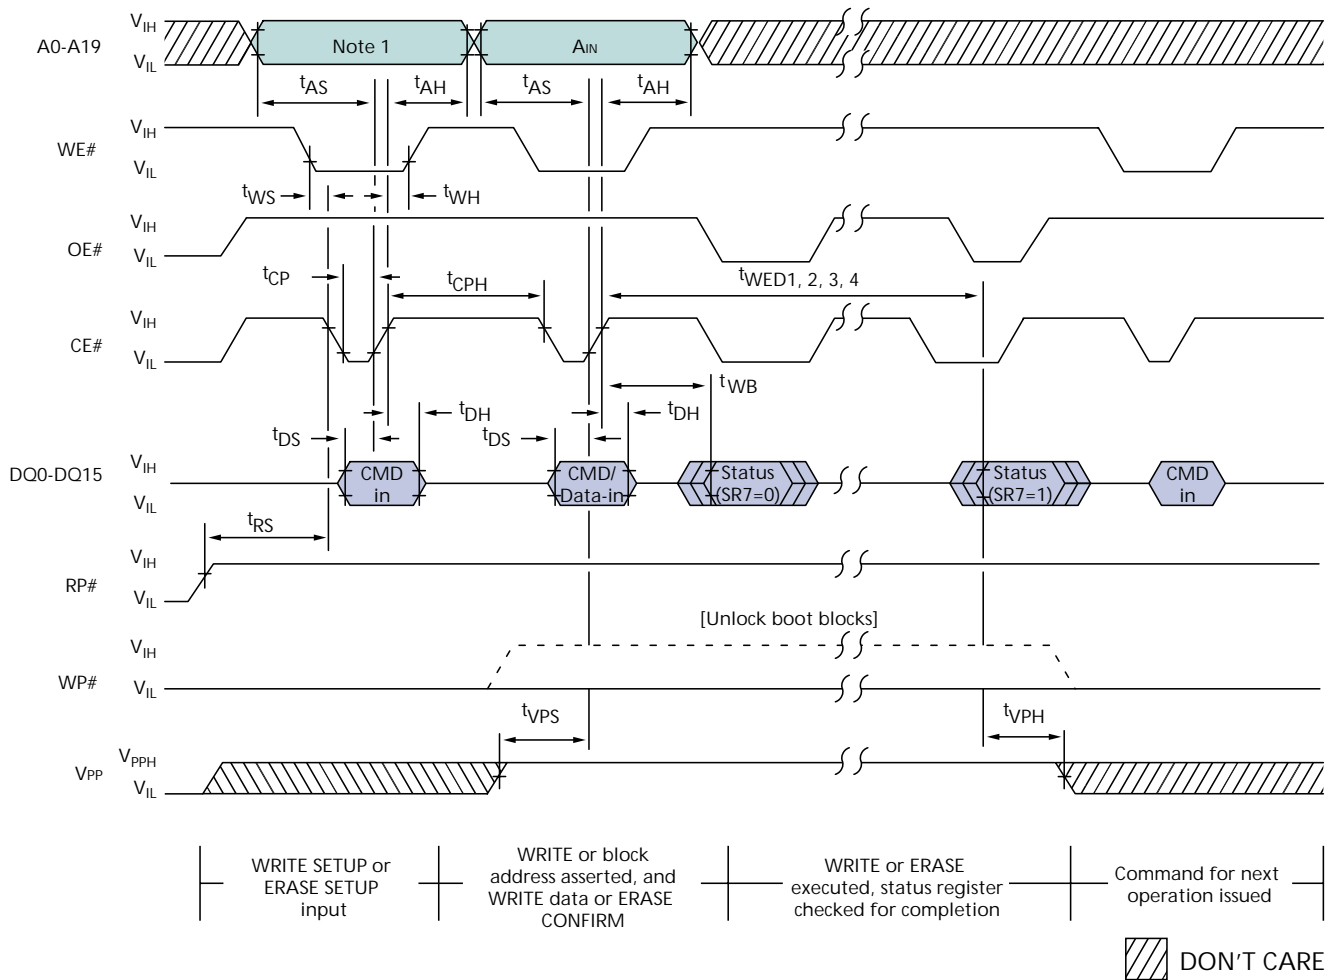 A0-A19
VIH
VIL
Note 1
AIN
tAS
tAH
tAS
tAH
WE#
VIH
VIL
tWS
tWH
OE#
VIH
VIL
tCP
tCPH
tWED1, 2, 3, 4
CE#
VIH
VIL
tWB
tDS
tDH
tDS
tDH
DQ0-DQ15
VIH
VIL
CMD
in
CMD/
Data-in
Status
(SR7=0)
Status
(SR7=1)
CMD
in
tRS
RP#
VIH
VIL
[Unlock boot blocks]
WP#
VIH
VIL
tVPS
tVPH
VPP
VPPH
VIL
WRITE SETUP or
ERASE SETUP
input
WRITE or block
address asserted, and
WRITE data or ERASE
CONFIRM
WRITE or ERASE
executed, status register
checked for completion
Command for next
operation issued
DON'T CARE